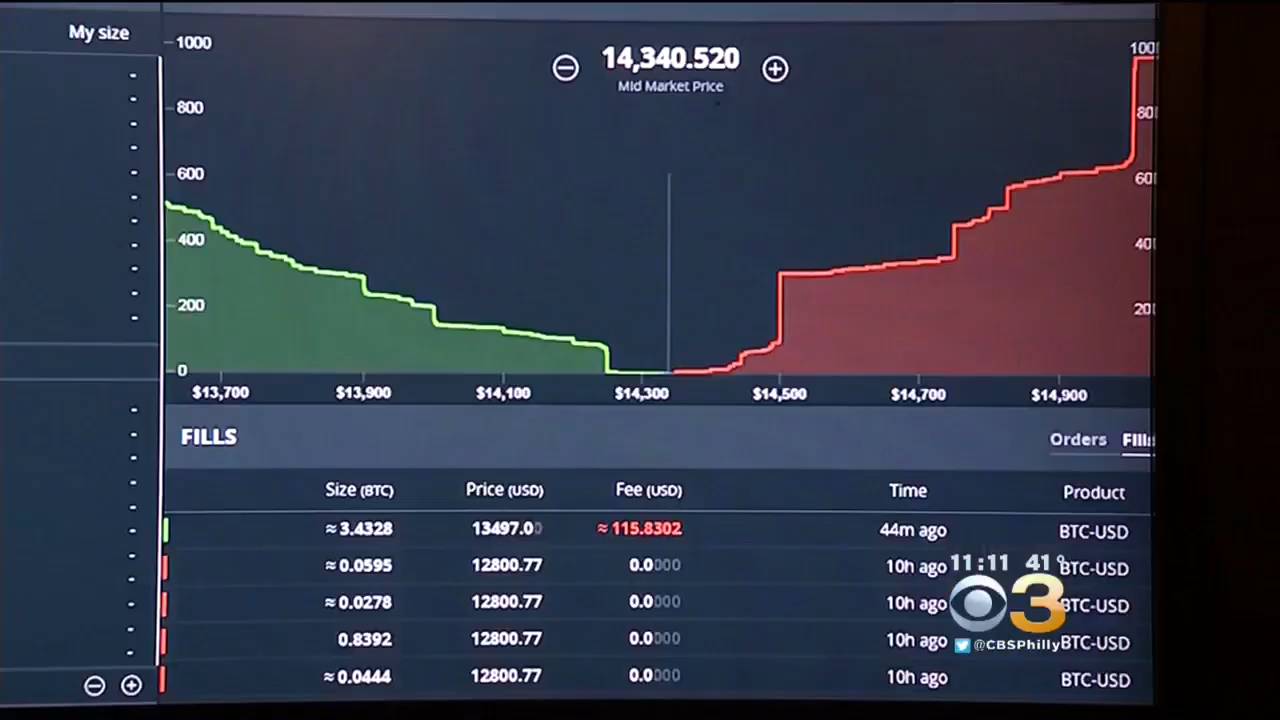 My size
1000
14,340.520
Mid Market Price
800
600
400
200
0
$13,700 $13,900 $14,100 $14,300 $14,500 $14,700 $14,900
FILLS
Orders
Size (BTC) Price (USD) Fee (USD) Time Product
≈3.4328 13497.00 ≈115.8302 44m ago BTC-USD
≈0.0595 12800.77 0.0000 10h ago BTC-USD
≈0.0278 12800.77 0.0000 10h ago BTC-USD
0.8392 12800.77 0.0000 10h ago BTC-USD
≈0.0444 12800.77 0.0000 10h ago BTC-USD
11:11 41°
3
@CBSPhilly